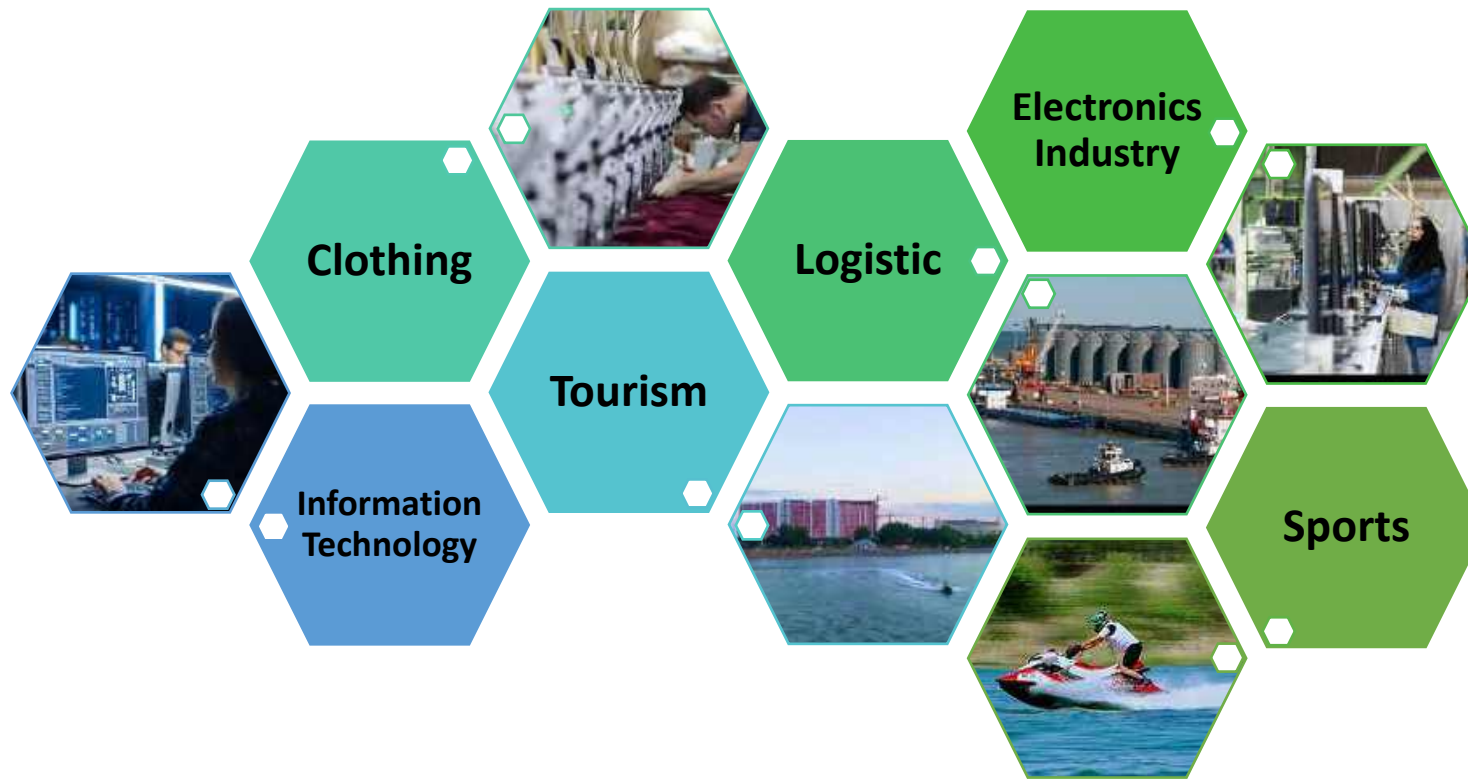 Electronics
Industry
Clothing
Logistic
Tourism
Information
Technology
Sports